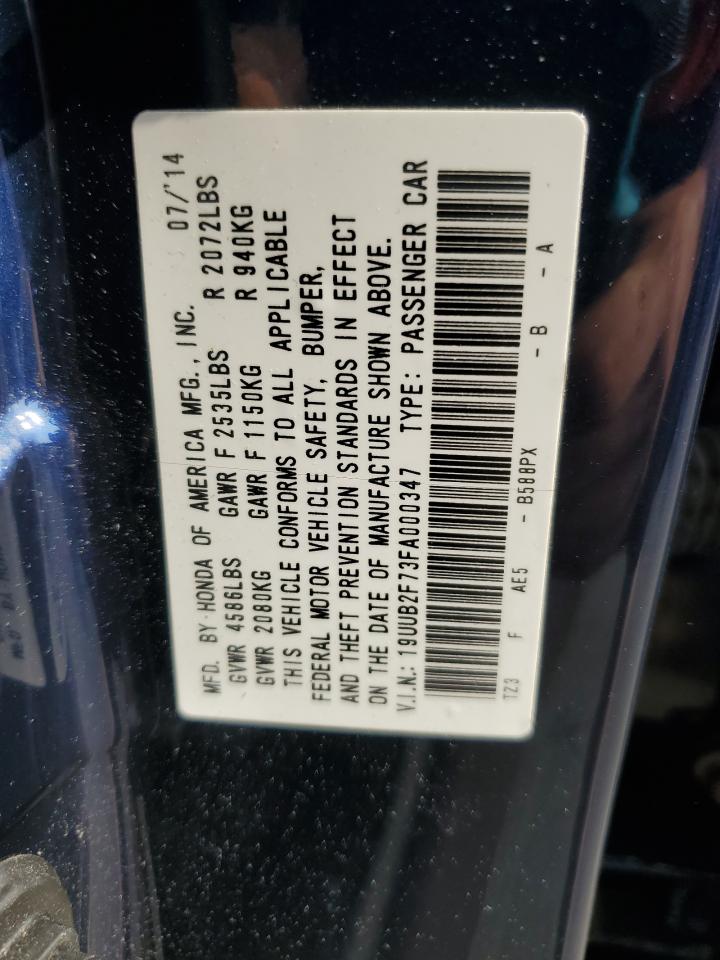 MFD. BY HONDA OF AMERICA MFG., INC. 07/'14
GVWR 4586LBS GAWR F 2535LBS R 2072LBS
GVWR 2080KG GAWR F 1150KG R 940KG
THIS VEHICLE CONFORMS TO ALL APPLICABLE
FEDERAL MOTOR VEHICLE SAFETY, BUMPER,
AND THEFT PREVENTION STANDARDS IN EFFECT
ON THE DATE OF MANUFACTURE SHOWN ABOVE.
V.I.N.: 19UUB2F73FA000347 TYPE: PASSENGER CAR
TZ3 F AE5 - B588PX - B - A